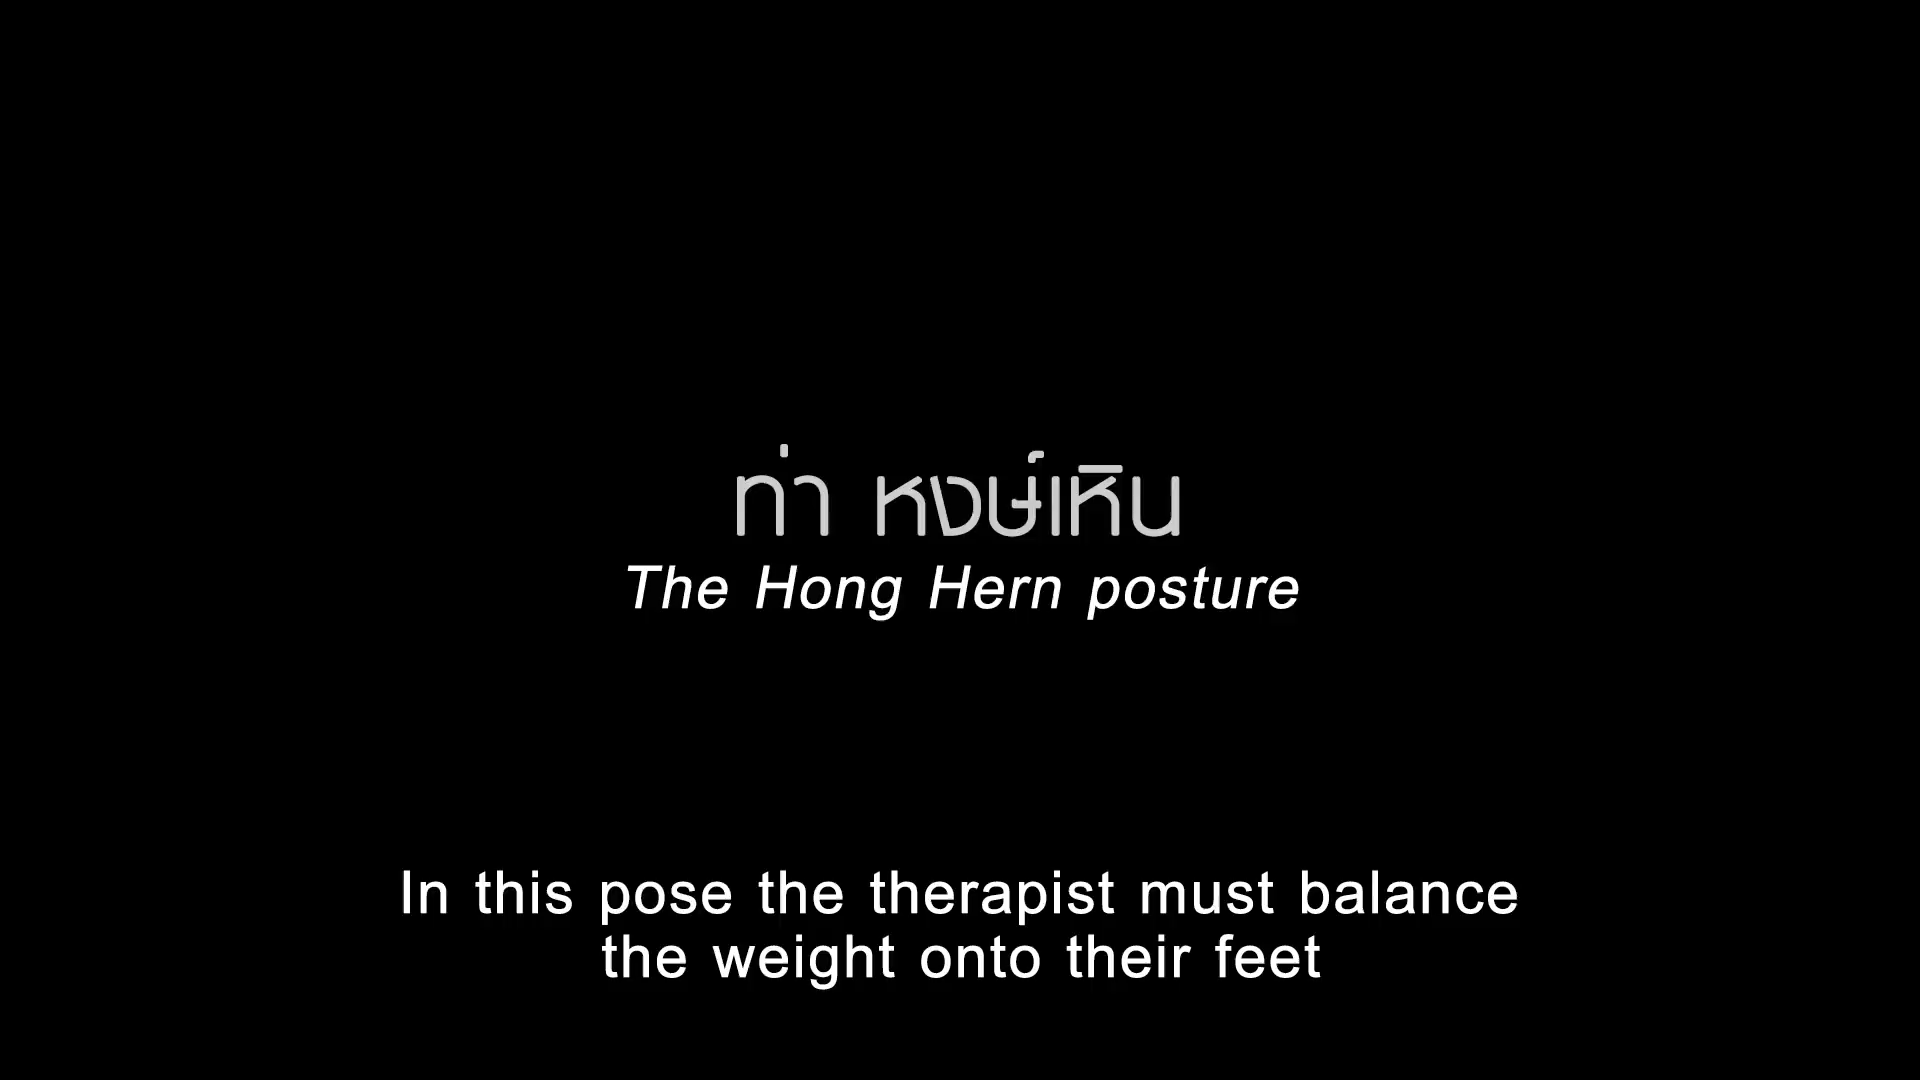 ท่า หงษ์เหิน
The Hong Hern posture
In this pose the therapist must balance
the weight onto their feet